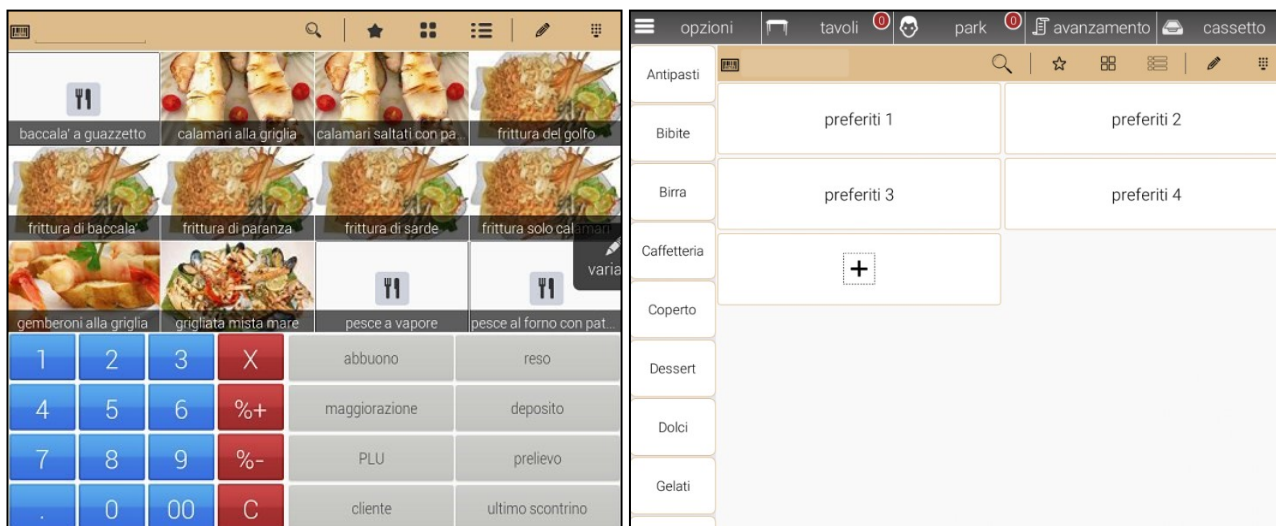 baccala' a guazzetto
calamari alla griglia
calamari saltati con pa...
frittura del golfo
frittura di baccala'
frittura di paranza
frittura di sarde
frittura solo calamari
varia
gemberoni alla griglia
grigliata mista mare
pesce a vapore
pesce al forno con pat...
1 2 3 X abbuono reso
4 5 6 %+ maggiorazione deposito
7 8 9 %- PLU prelievo
. 0 00 C cliente ultimo scontrino
opzioni tavoli 0 park 0 avanzamento cassetto
Antipasti
Bibite
Birra
Caffetteria
Coperto
Dessert
Dolci
Gelati
preferiti 1
preferiti 2
preferiti 3
preferiti 4
+